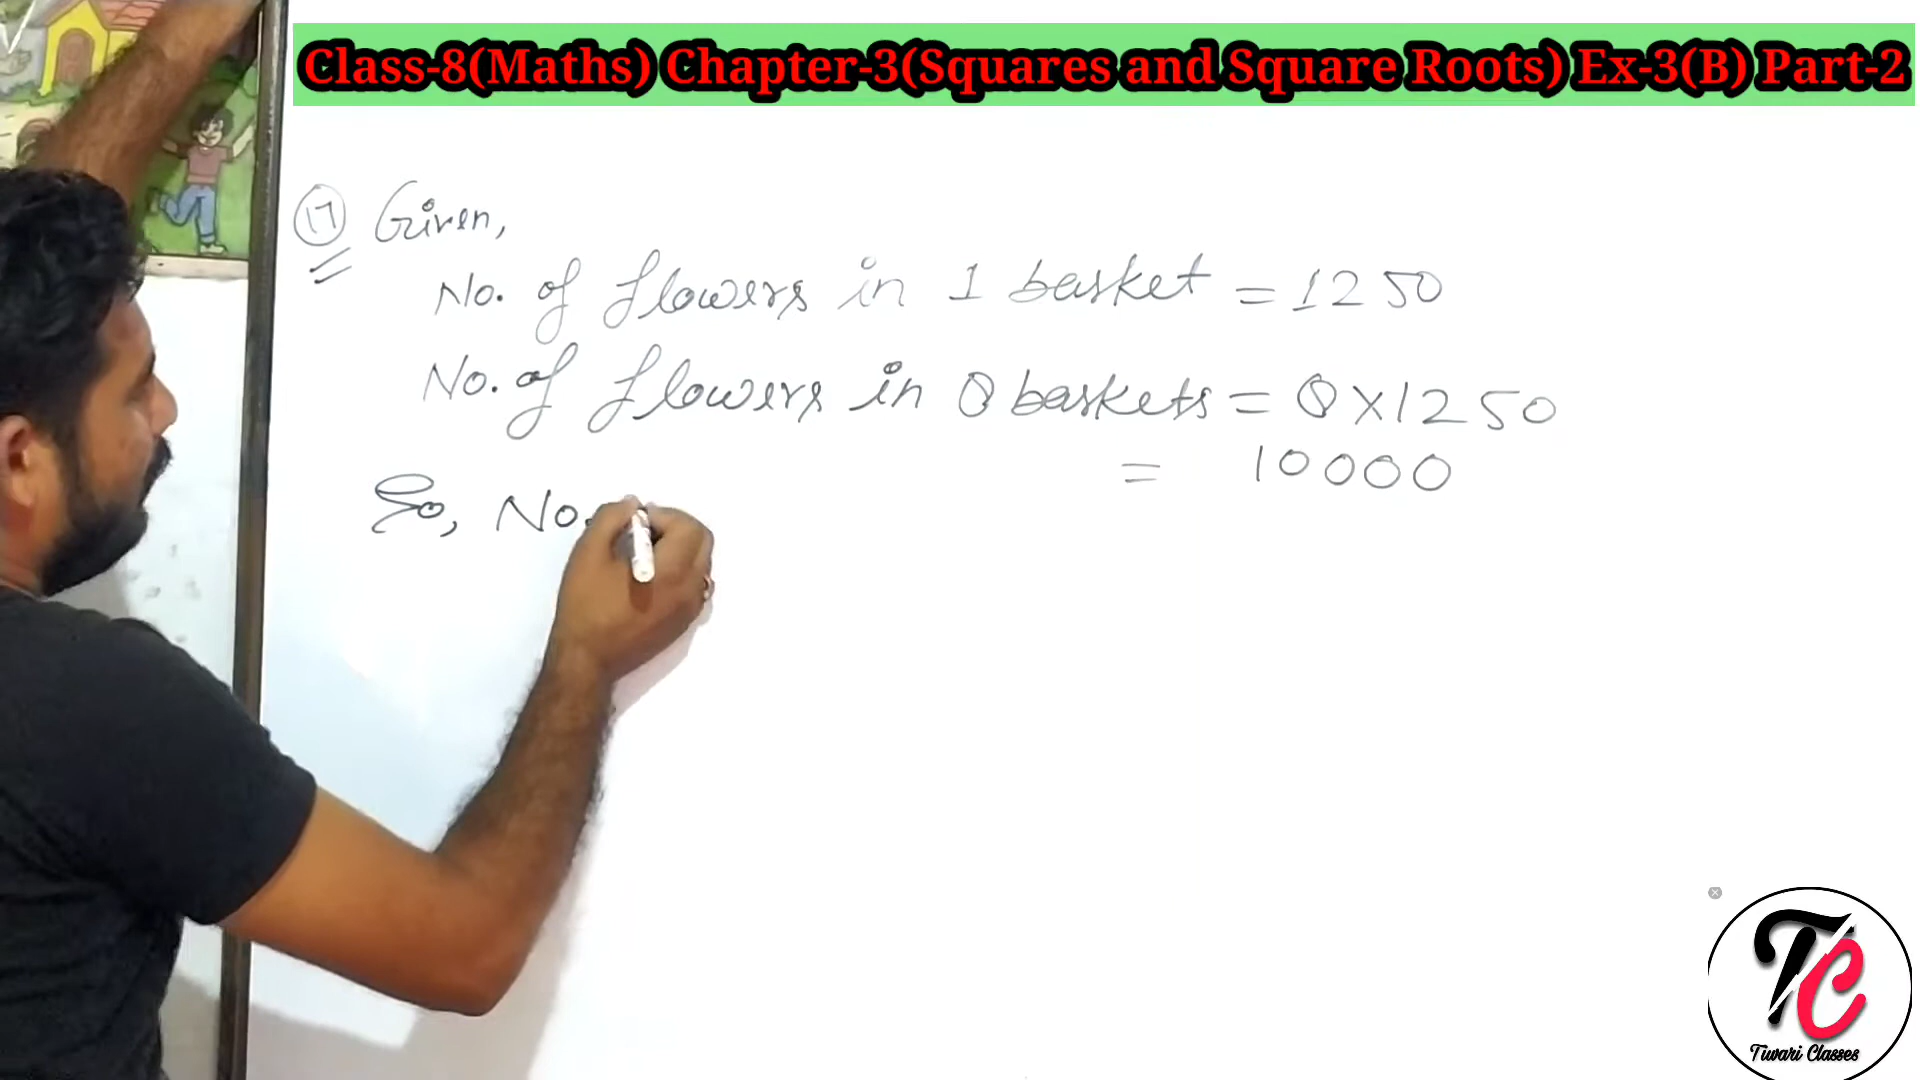 Class-8(Maths) Chapter-3(Squares and Square Roots) Ex-3(B) Part-2
17 Given,
No. of flowers in 1 basket = 1250
No. of flowers in 8 baskets = 8 × 1250
= 10000
So, No.
TC
Tiwari Classes